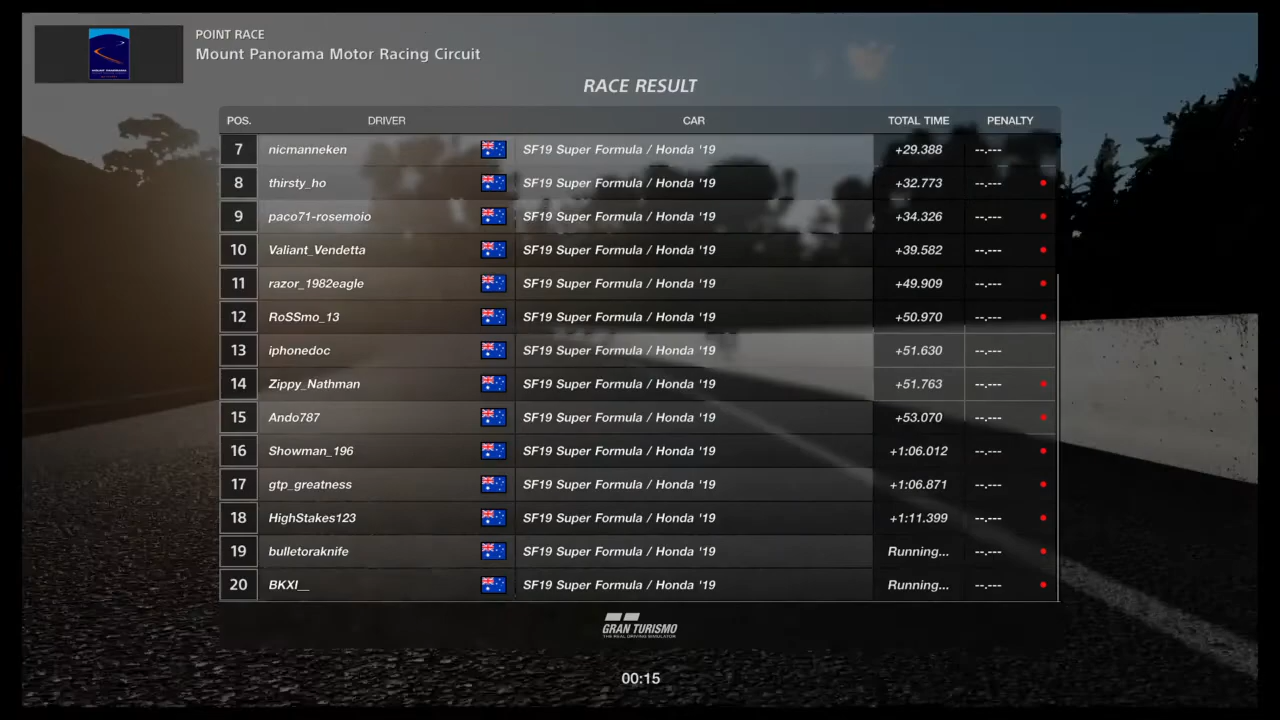 POINT RACE
Mount Panorama Motor Racing Circuit
RACE RESULT
POS. DRIVER CAR TOTAL TIME PENALTY
7 nicmanneken SF19 Super Formula / Honda '19 +29.388 --.---
8 thirsty_ho SF19 Super Formula / Honda '19 +32.773 --.---
9 paco71-rosemoio SF19 Super Formula / Honda '19 +34.326 --.---
10 Valiant_Vendetta SF19 Super Formula / Honda '19 +39.582 --.---
11 razor_1982eagle SF19 Super Formula / Honda '19 +49.909 --.---
12 RoSSmo_13 SF19 Super Formula / Honda '19 +50.970 --.---
13 iphonedoc SF19 Super Formula / Honda '19 +51.630 --.---
14 Zippy_Nathman SF19 Super Formula / Honda '19 +51.763 --.---
15 Ando787 SF19 Super Formula / Honda '19 +53.070 --.---
16 Showman_196 SF19 Super Formula / Honda '19 +1:06.012 --.---
17 gtp_greatness SF19 Super Formula / Honda '19 +1:06.871 --.---
18 HighStakes123 SF19 Super Formula / Honda '19 +1:11.399 --.---
19 bulletoraknife SF19 Super Formula / Honda '19 Running... --.---
20 BKXI__ SF19 Super Formula / Honda '19 Running... --.---
GRAN TURISMO
THE REAL DRIVING SIMULATOR
00:15